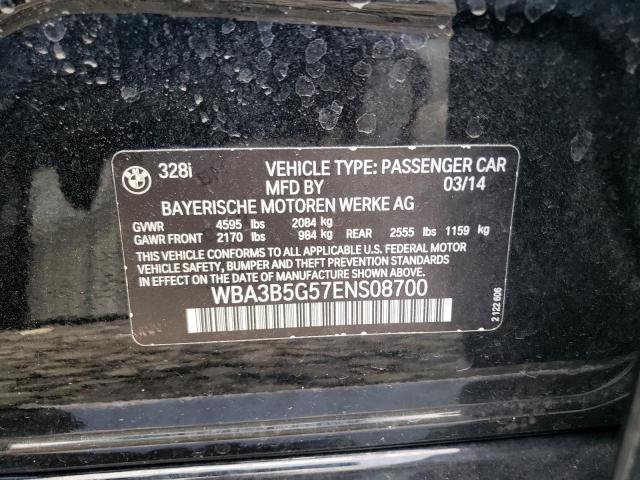 328i VEHICLE TYPE: PASSENGER CAR
MFD BY 03/14
BAYERISCHE MOTOREN WERKE AG
GVWR 4595 lbs 2084 kg
GAWR FRONT 2170 lbs 984 kg REAR 2555 lbs 1159 kg
THIS VEHICLE CONFORMS TO ALL APPLICABLE U.S. FEDERAL MOTOR
VEHICLE SAFETY, BUMPER AND THEFT PREVENTION STANDARDS
IN EFFECT ON THE DATE OF MANUFACTURE SHOWN ABOVE.
WBA3B5G57ENS08700
2 122 606